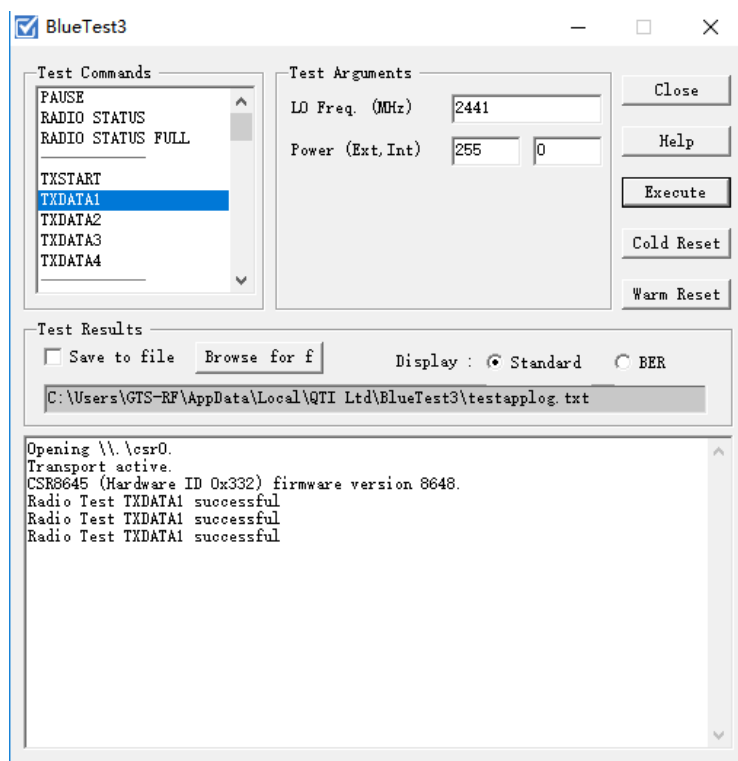 BlueTest3
Test Commands
PAUSE
RADIO STATUS
RADIO STATUS FULL
TXSTART
TXDATA1
TXDATA2
TXDATA3
TXDATA4
Test Arguments
LO Freq. (MHz) 2441
Power (Ext,Int) 255 0
Close
Help
Execute
Cold Reset
Warm Reset
Test Results
Save to file Browse for f Display : Standard BER
C:\Users\GTS-RF\AppData\Local\QTI Ltd\BlueTest3\testapplog.txt
Opening \\.\csr0.
Transport active.
CSR8645 (Hardware ID 0x332) firmware version 8648.
Radio Test TXDATA1 successful
Radio Test TXDATA1 successful
Radio Test TXDATA1 successful